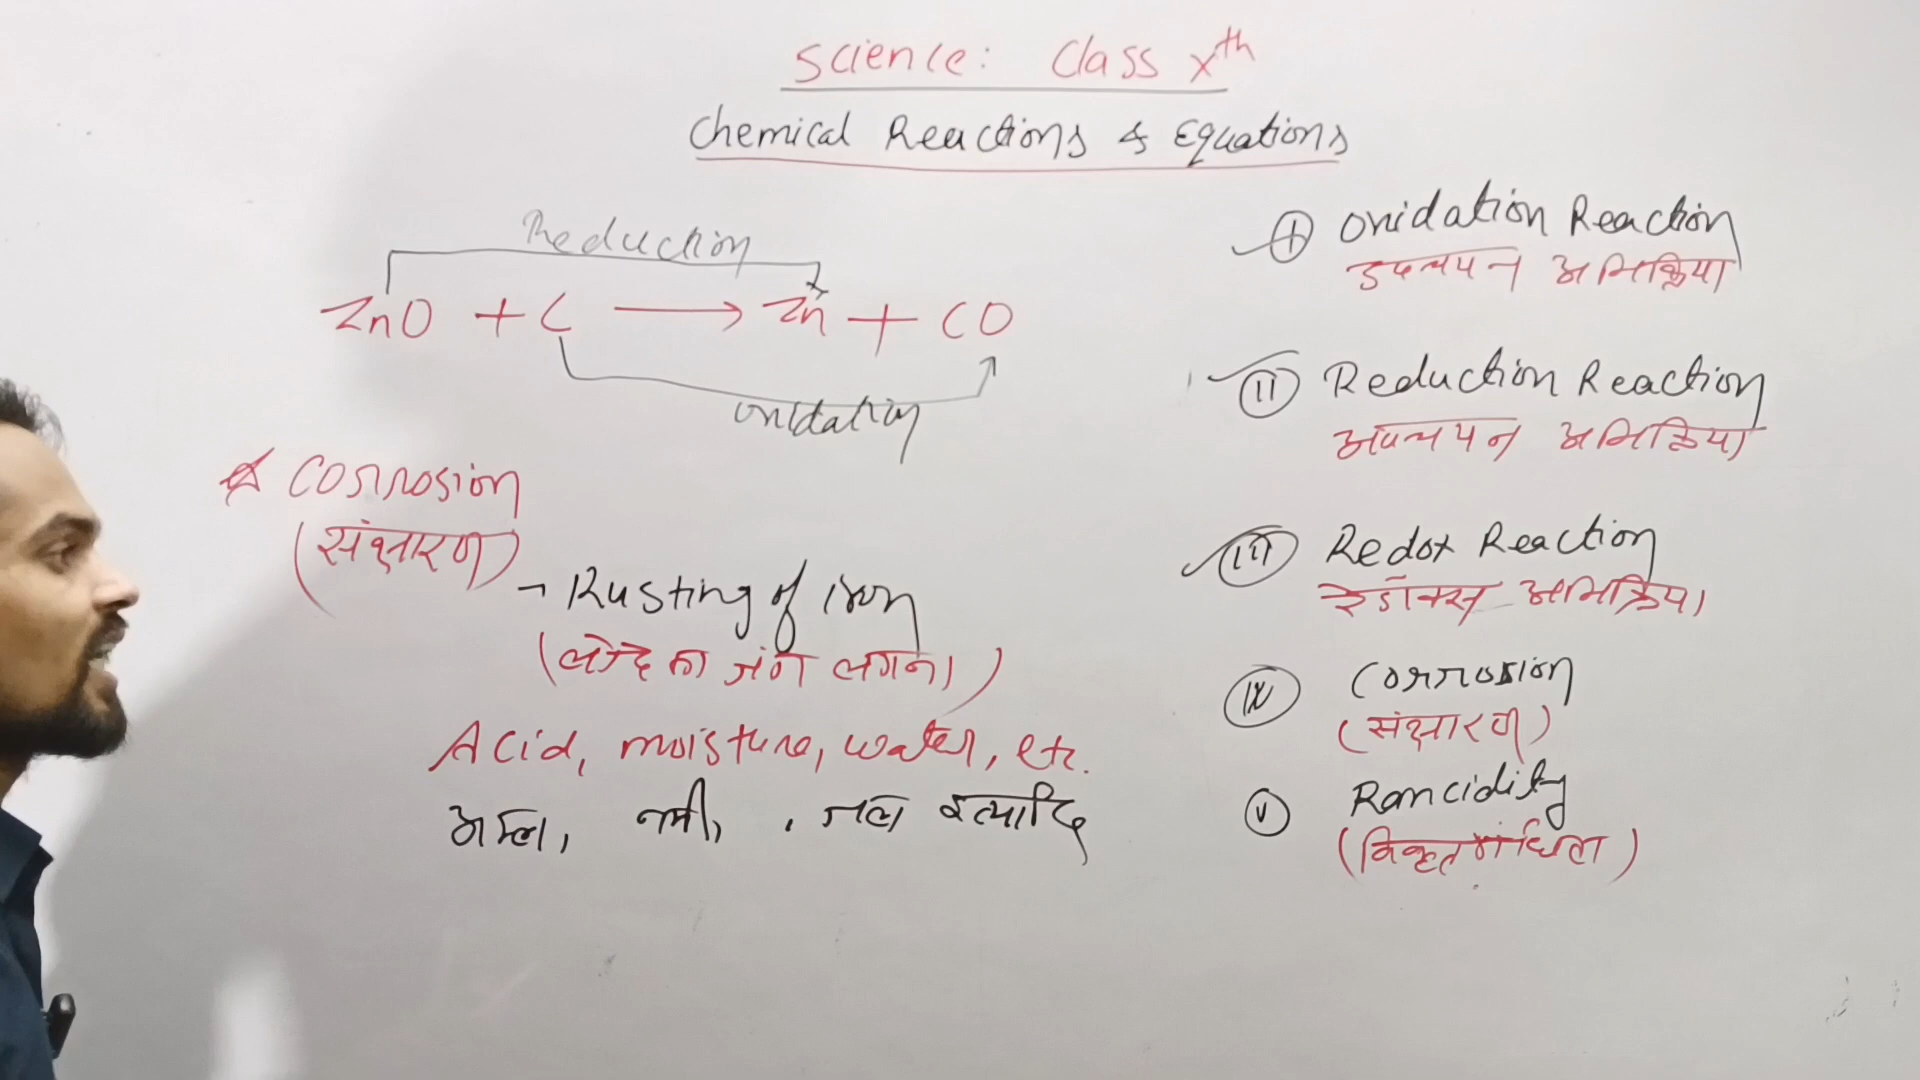 Science: Class Xth
Chemical Reactions & Equations
Reduction
ZnO + C → Zn + CO
oxidation
Corrosion
(संक्षारण)
- Rusting of iron
(लोहे का जंग लगना)
Acid, moisture, water, etc.
अम्ल, नमी, जल इत्यादि
(I) Oxidation Reaction
उपचयन अभिक्रिया
(II) Reduction Reaction
अपचयन अभिक्रिया
(III) Redox Reaction
रेडॉक्स अभिक्रिया
(IV) Corrosion
(संक्षारण)
(V) Rancidity
(विकृतगंधिता)